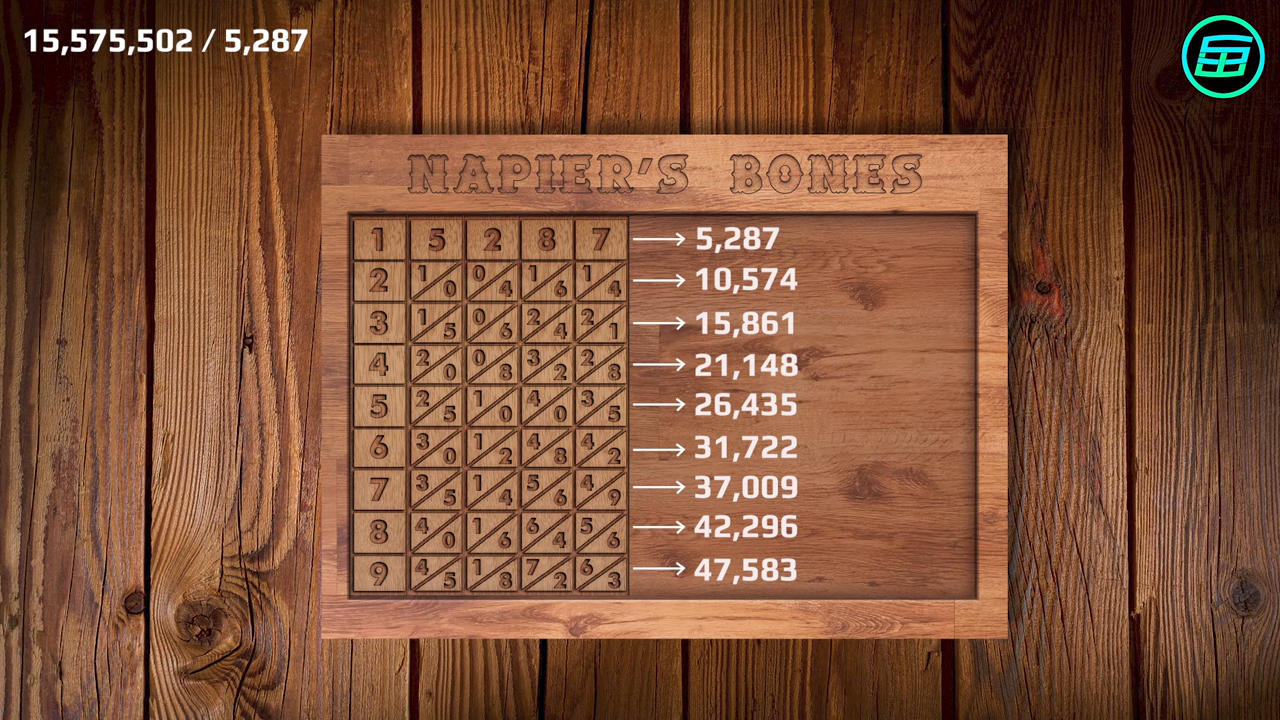 15,575,502 / 5,287
NAPIER'S BONES
1 5 2 8 7 → 5,287
2 1/0 0/4 1/6 1/4 → 10,574
3 1/5 0/6 2/4 2/1 → 15,861
4 2/0 0/8 3/2 2/8 → 21,148
5 2/5 1/0 4/0 3/5 → 26,435
6 3/0 1/2 4/8 4/2 → 31,722
7 3/5 1/4 5/6 4/9 → 37,009
8 4/0 1/6 6/4 5/6 → 42,296
9 4/5 1/8 7/2 6/3 → 47,583